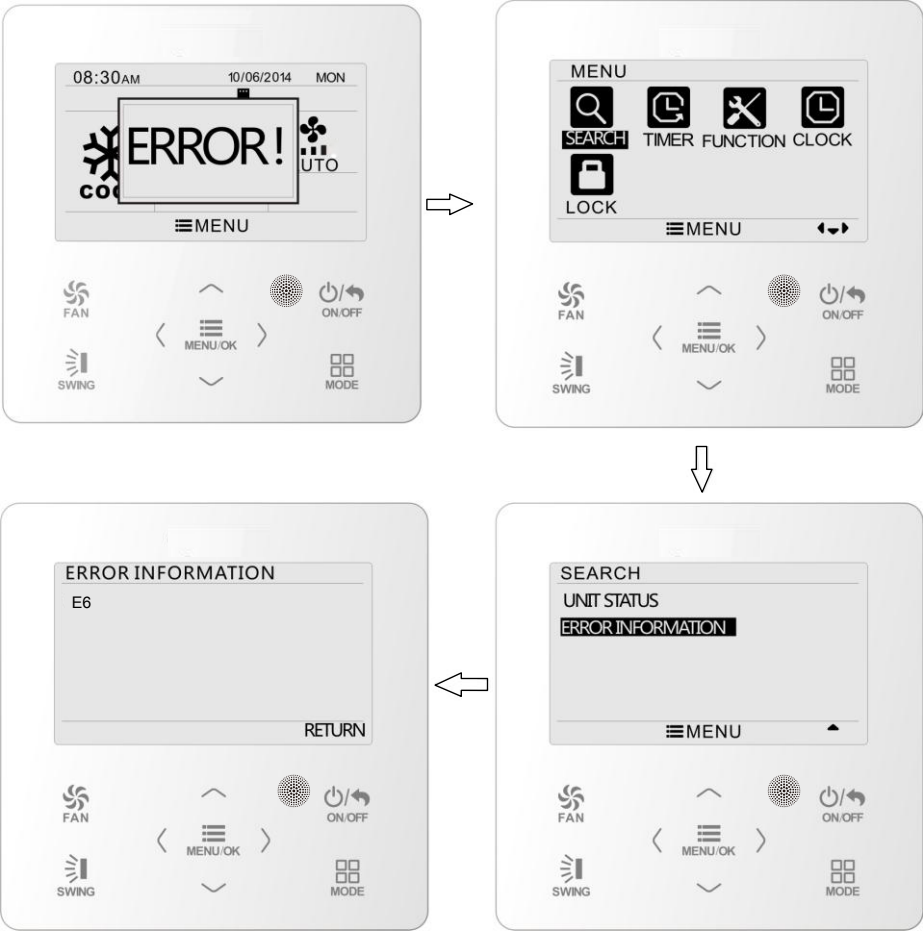 08:30AM 10/06/2014 MON
ERROR!
COO
UTO
MENU
FAN
ON/OFF
MENU/OK
SWING
MODE
MENU
SEARCH TIMER FUNCTION CLOCK
LOCK
MENU
FAN
ON/OFF
MENU/OK
SWING
MODE
SEARCH
UNIT STATUS
ERROR INFORMATION
MENU
FAN
ON/OFF
MENU/OK
SWING
MODE
ERROR INFORMATION
E6
RETURN
FAN
ON/OFF
MENU/OK
SWING
MODE